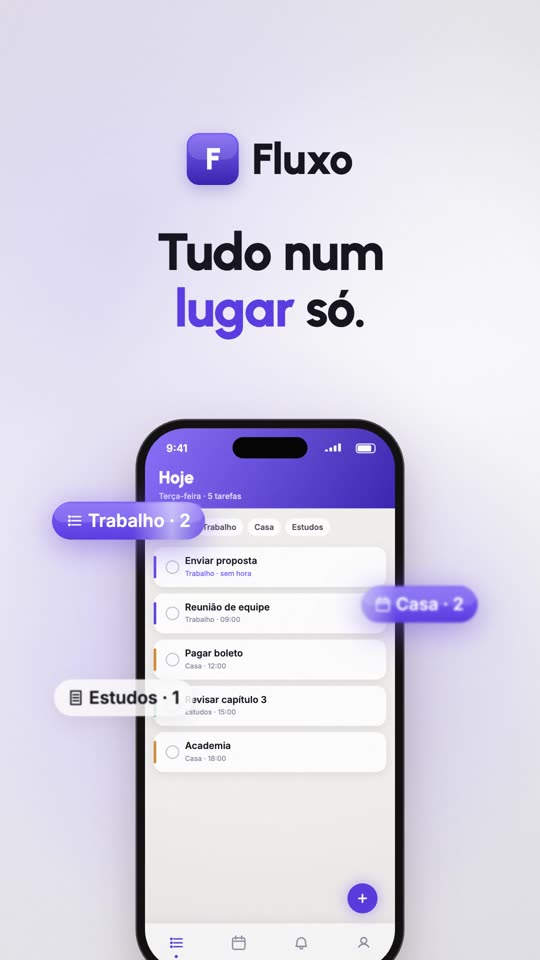 F Fluxo
Tudo num
lugar só.
9:41
Hoje
Terça-feira · 5 tarefas
Trabalho · 2
Trabalho Casa Estudos
Enviar proposta
Trabalho · sem hora
Reunião de equipe
Trabalho · 09:00
Casa · 2
Pagar boleto
Casa · 12:00
Estudos · 1
Revisar capítulo 3
Estudos · 15:00
Academia
Casa · 18:00